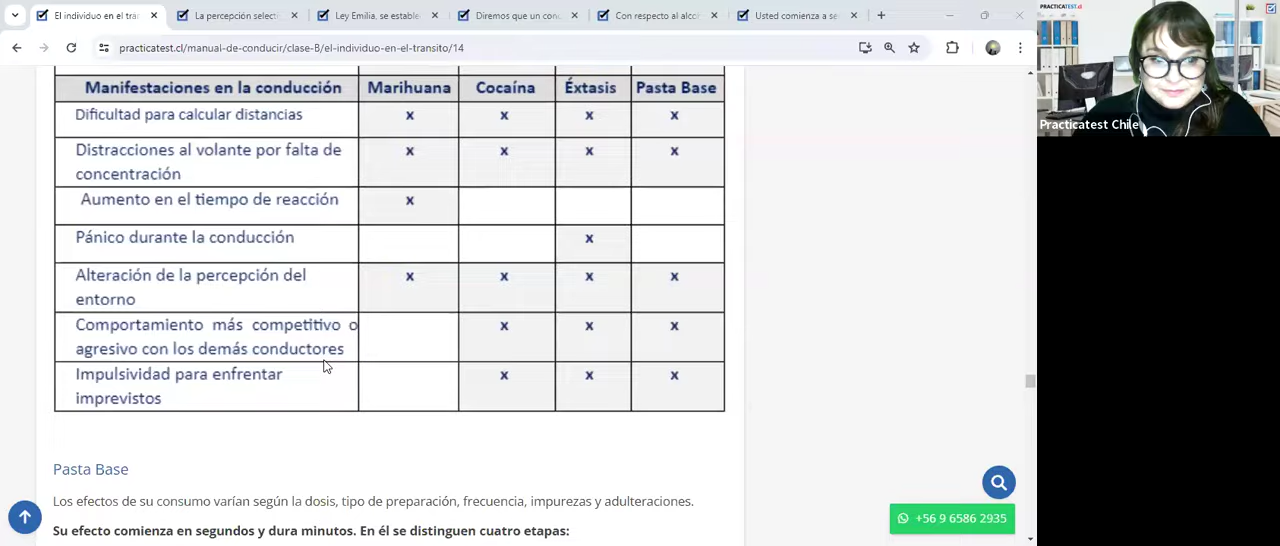 El individuo en el trán
La percepción selecti
Ley Emilia, se estable
Diremos que un con
Con respecto al alco
Usted comienza a se
practicatest.cl/manual-de-conducir/clase-B/el-individuo-en-el-transito/14
PRACTICATEST.cl
Practicatest Chile
Manifestaciones en la conducción Marihuana Cocaína Éxtasis Pasta Base
Dificultad para calcular distancias x x x x
Distracciones al volante por falta de x x x x
concentración
Aumento en el tiempo de reacción x
Pánico durante la conducción x
Alteración de la percepción del x x x x
entorno
Comportamiento más competitivo o x x x
agresivo con los demás conductores
Impulsividad para enfrentar x x x
imprevistos
Pasta Base
Los efectos de su consumo varían según la dosis, tipo de preparación, frecuencia, impurezas y adulteraciones.
+56 9 6586 2935
Su efecto comienza en segundos y dura minutos. En él se distinguen cuatro etapas: